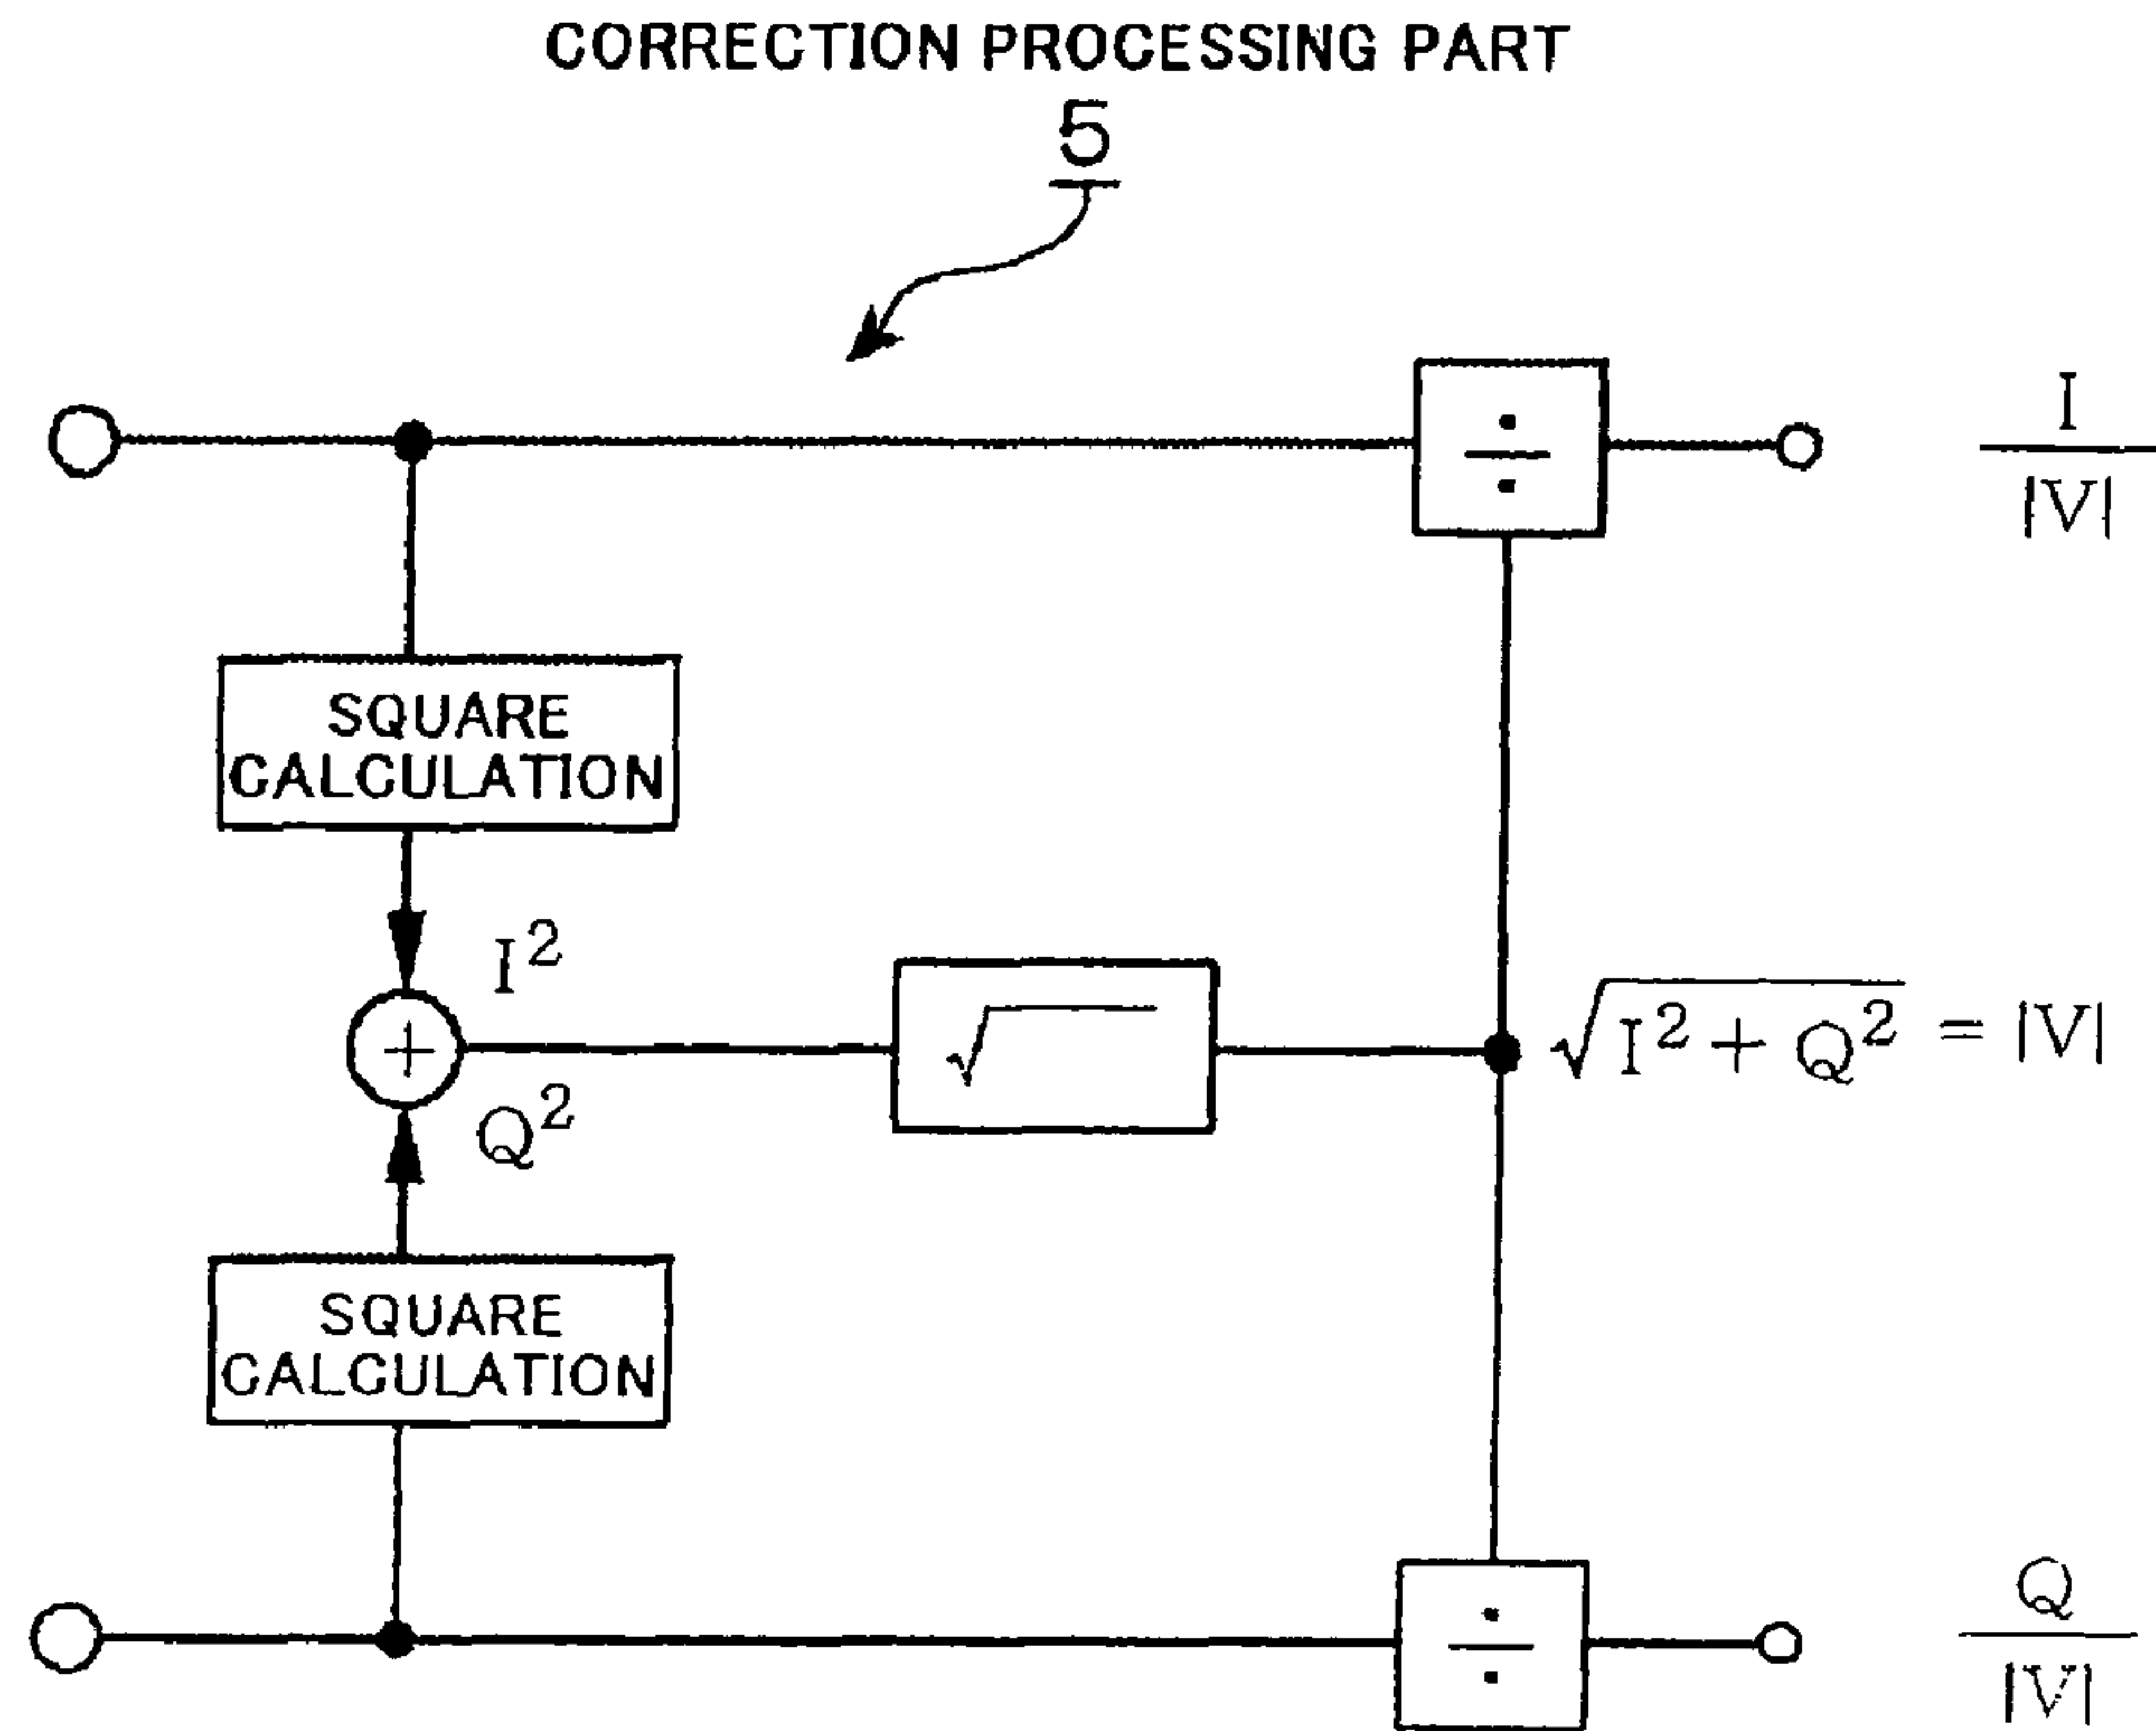 CORRECTION PROCESSING PART
5
÷
I
|V|
SQUARE
CALCULATION
I²
+
√
√I² + Q² = |V|
Q²
SQUARE
CALCULATION
÷
Q
|V|